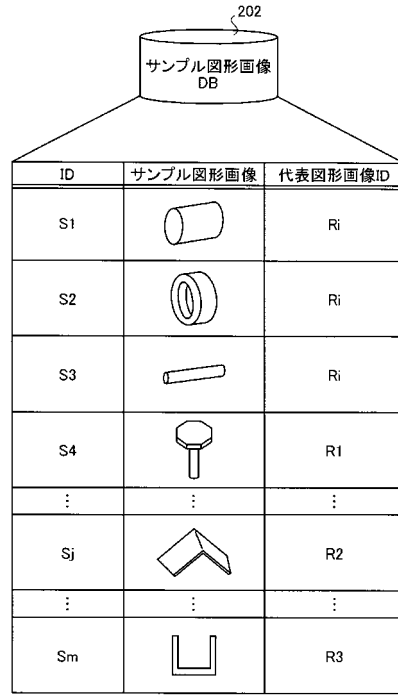 202
サンプル図形画像
DB
ID サンプル図形画像 代表図形画像ID
S1 Ri
S2 Ri
S3 Ri
S4 R1
⋮ ⋮ ⋮
Sj R2
⋮ ⋮ ⋮
Sm R3